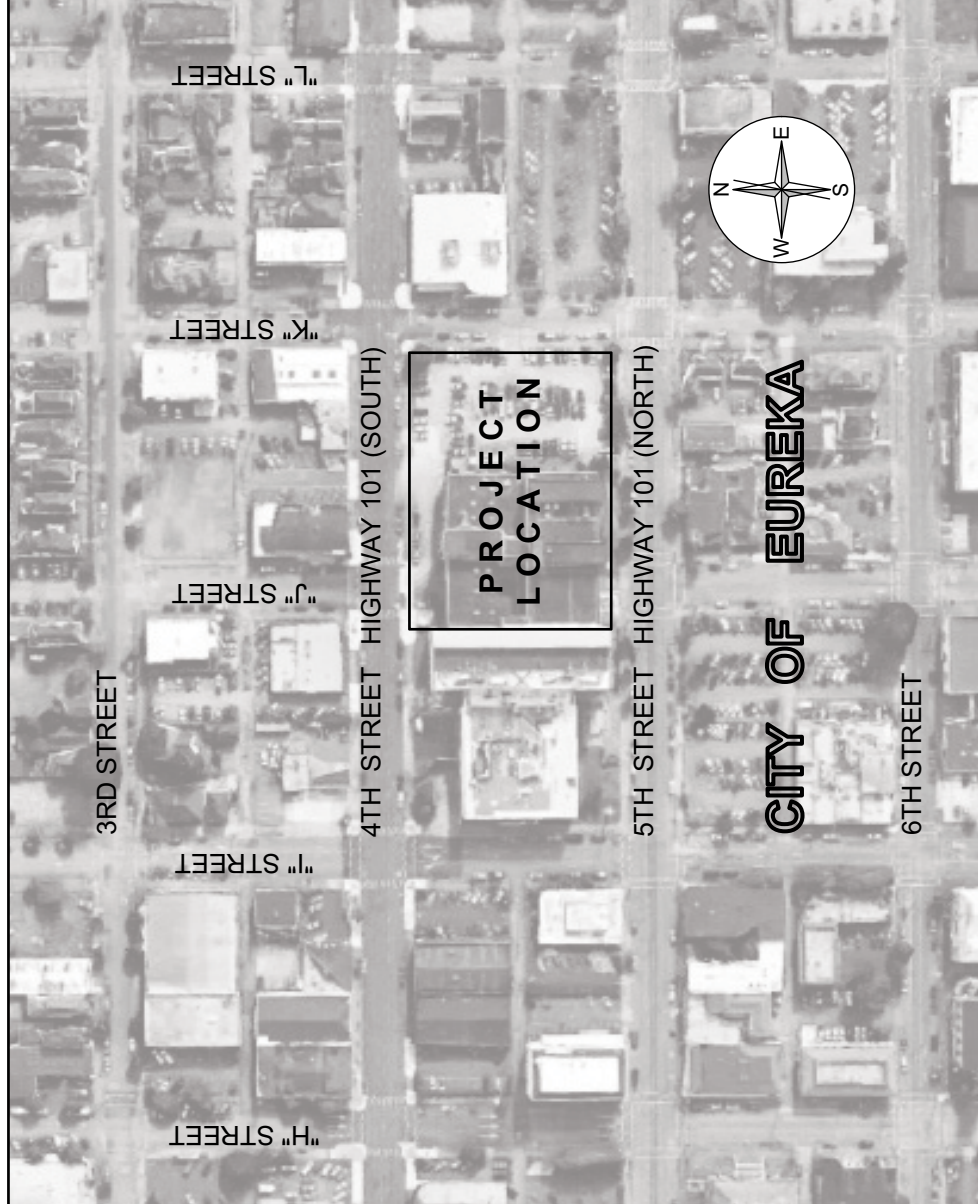 "L" STREET
"K" STREET
"J" STREET
"I" STREET
"H" STREET
3RD STREET
4TH STREET HIGHWAY 101 (SOUTH)
PROJECT
LOCATION
5TH STREET HIGHWAY 101 (NORTH)
CITY OF EUREKA
6TH STREET
N
E
S
W